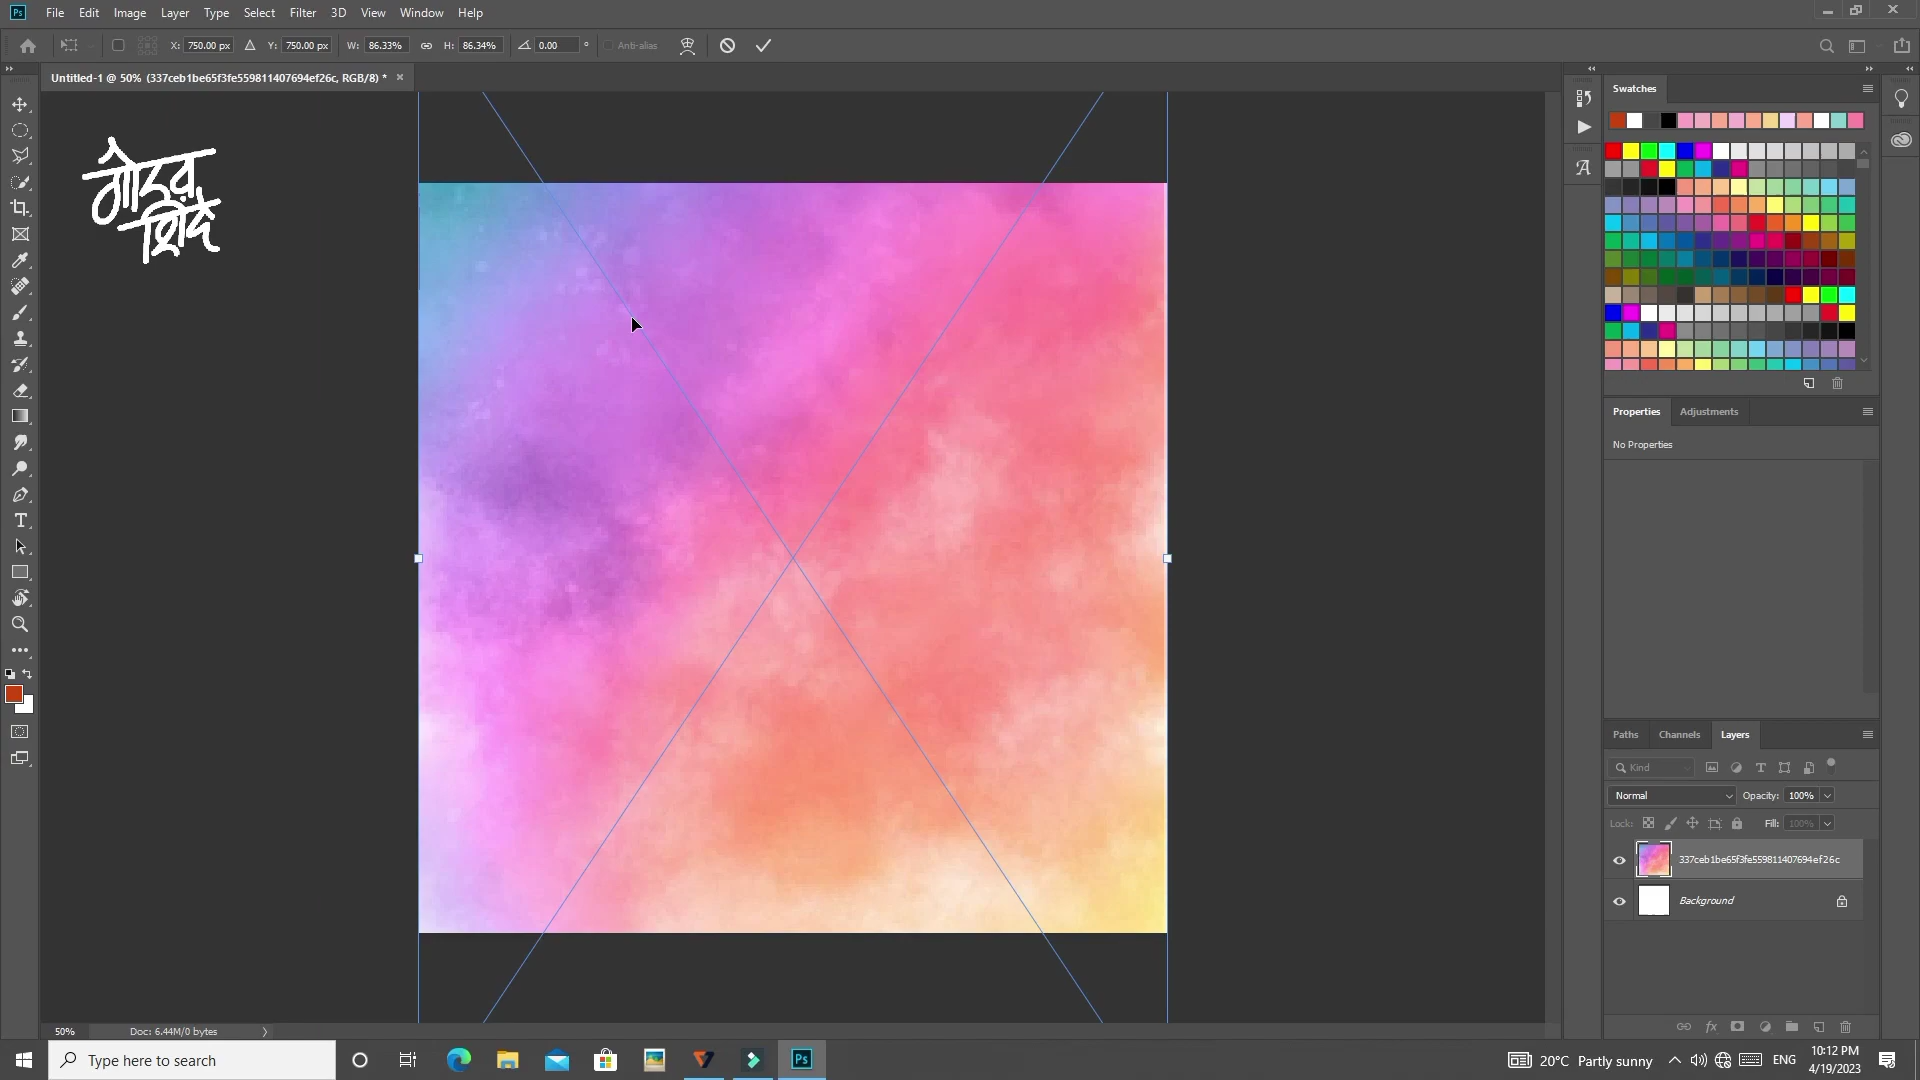 File Edit Image Layer Type Select Filter 3D View Window Help
X: 750.00 px Y: 750.00 px W: 86.33% H: 86.34% 0.00 ° Anti-alias
Untitled-1 @ 50% (337ceb1be65f3fe559811407694ef26c, RGB/8) *
शिंदे
Swatches
Properties Adjustments
No Properties
Paths Channels Layers
Kind
Normal Opacity: 100%
Lock: Fill: 100%
337ceb1be65f3fe559811407694ef26c
Background
50% Doc: 6.44M/0 bytes
Type here to search
20°C Partly sunny ENG
10:12 PM
4/19/2023